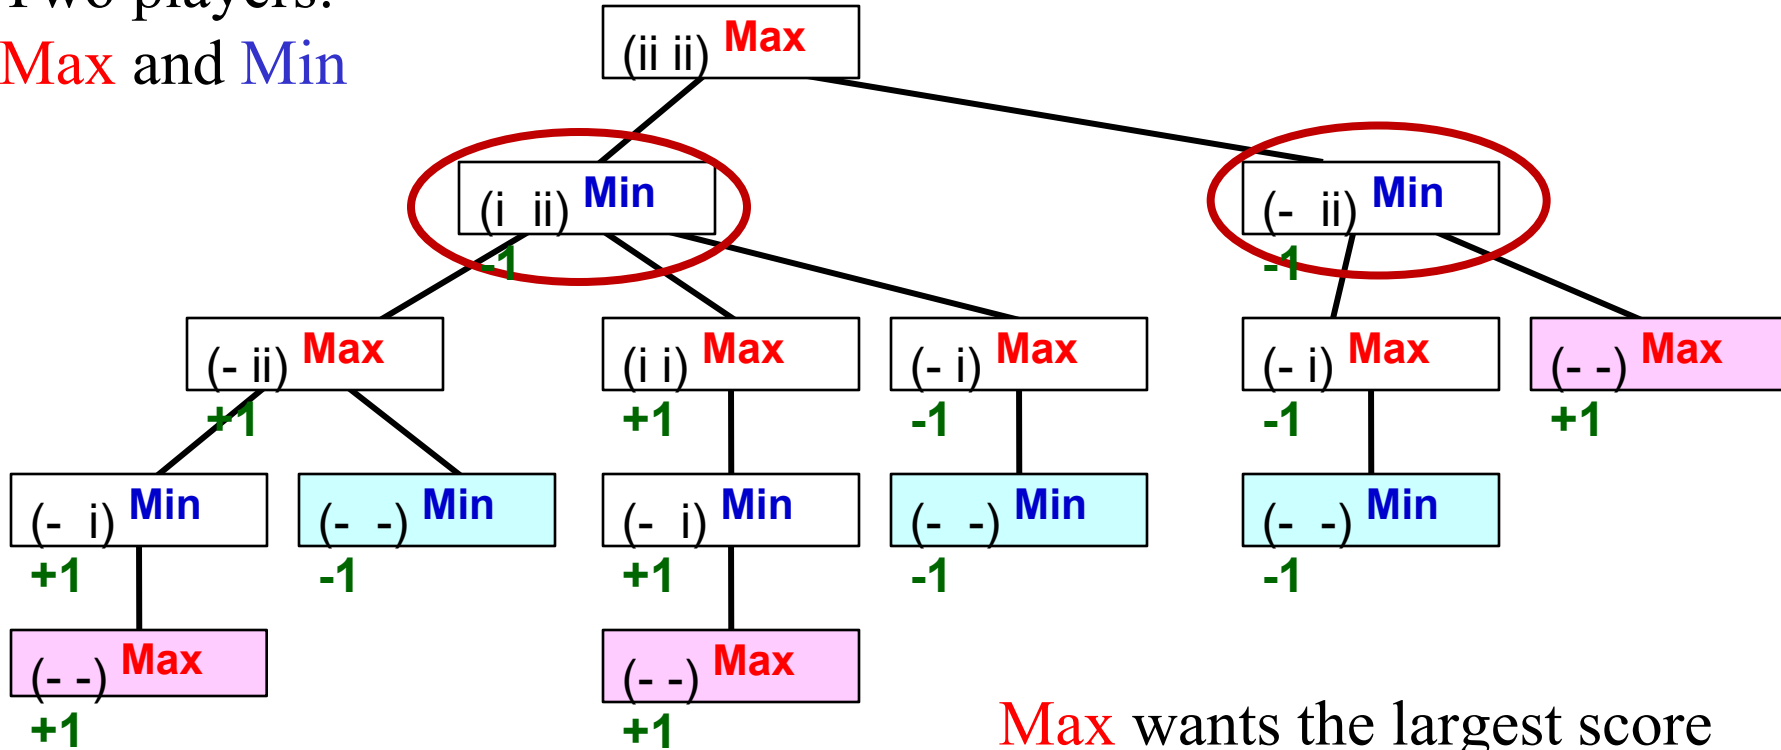 Two players:
Max and Min
(ii ii) Max
(i ii) Min
-1
(- ii) Min
-1
(- ii) Max
+1
(i i) Max
+1
(- i) Max
-1
(- i) Max
-1
(- -) Max
+1
(- i) Min
+1
(- -) Min
-1
(- i) Min
+1
(- -) Min
-1
(- -) Min
-1
(- -) Max
+1
(- -) Max
+1
Max wants the largest score